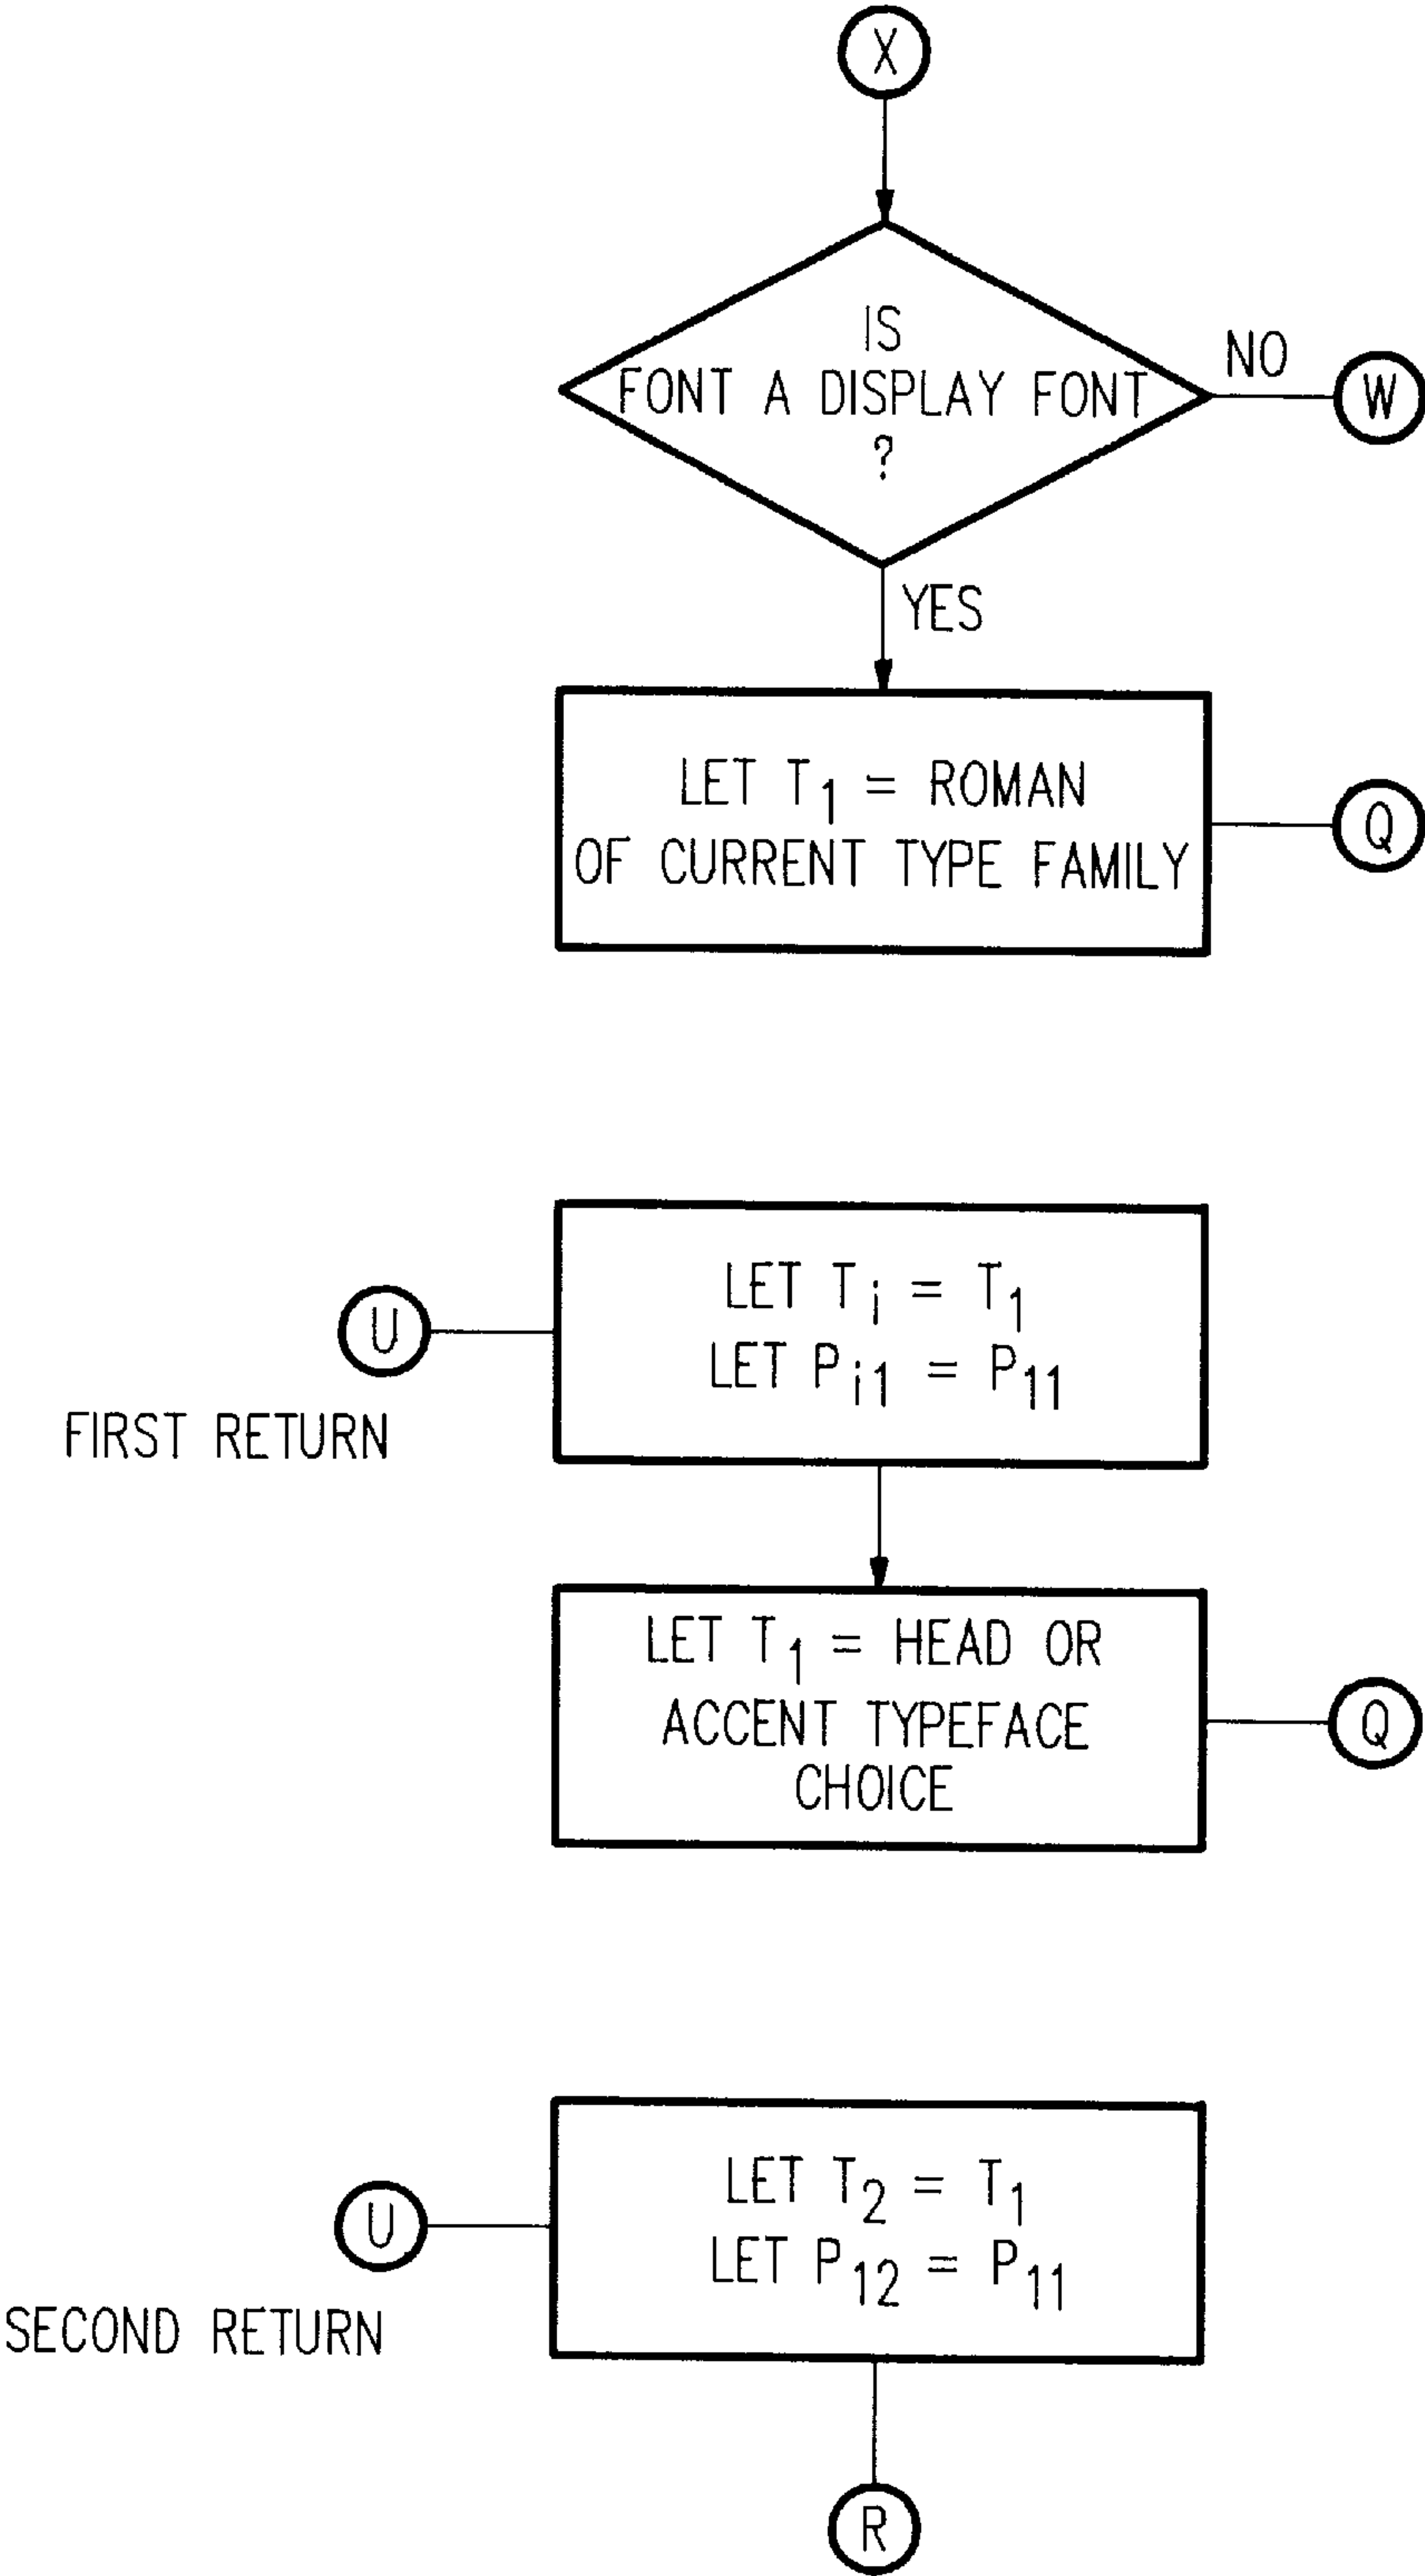 X
IS
FONT A DISPLAY FONT
?
NO
W
YES
LET T1 = ROMAN
OF CURRENT TYPE FAMILY
Q
LET Ti = T1
LET Pi1 = P11
U
FIRST RETURN
LET T1 = HEAD OR
ACCENT TYPEFACE
CHOICE
Q
LET T2 = T1
LET P12 = P11
U
SECOND RETURN
R